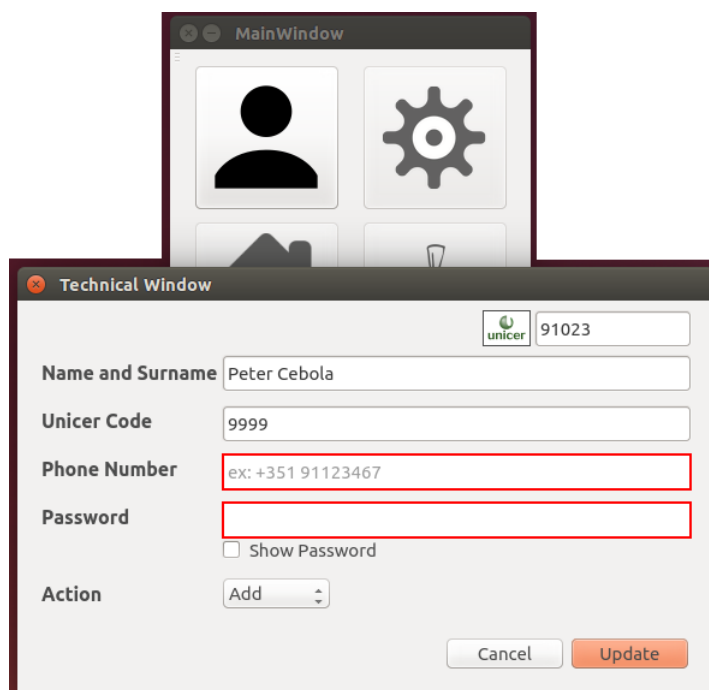 MainWindow
Technical Window
unicer 91023
Name and Surname Peter Cebola
Unicer Code 9999
Phone Number ex: +351 91123467
Password
Show Password
Action Add
Cancel Update